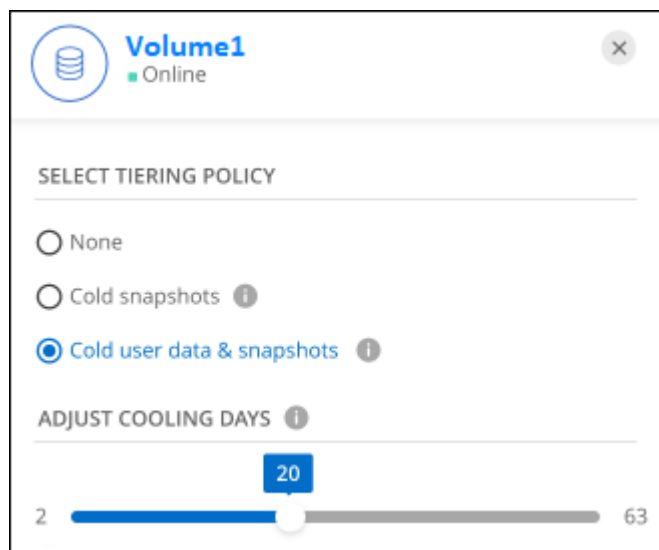 Volume1
Online
SELECT TIERING POLICY
None
Cold snapshots
Cold user data & snapshots
ADJUST COOLING DAYS
20
2 63